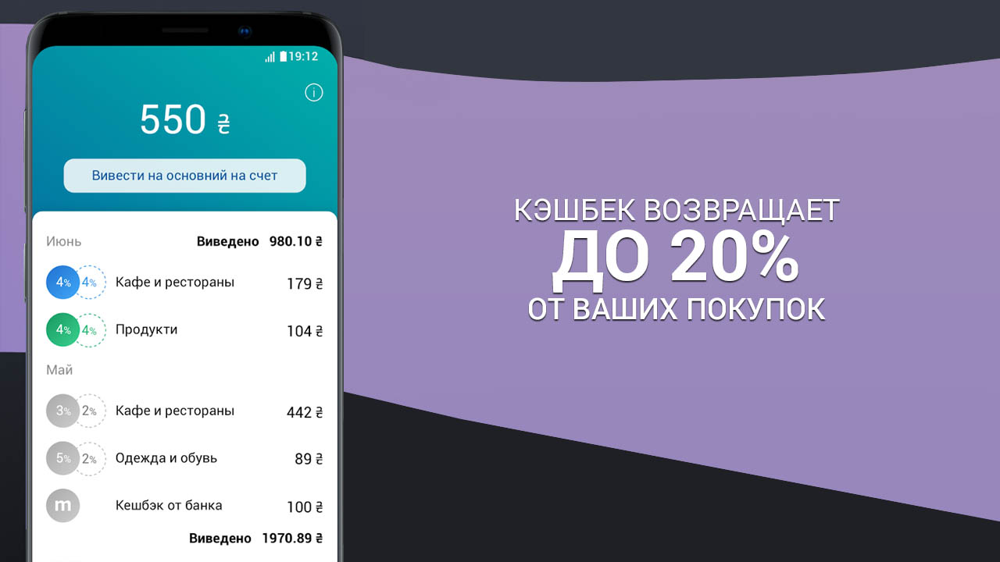 19:12
550 ₴
Вивести на основний на счет
Июнь Виведено 980.10 ₴
4% 4% Кафе и рестораны 179 ₴
4% 4% Продукти 104 ₴
Май
3% 2% Кафе и рестораны 442 ₴
5% 2% Одежда и обувь 89 ₴
m Кешбэк от банка 100 ₴
Виведено 1970.89 ₴
КЭШБЕК ВОЗВРАЩАЕТ
ДО 20%
ОТ ВАШИХ ПОКУПОК